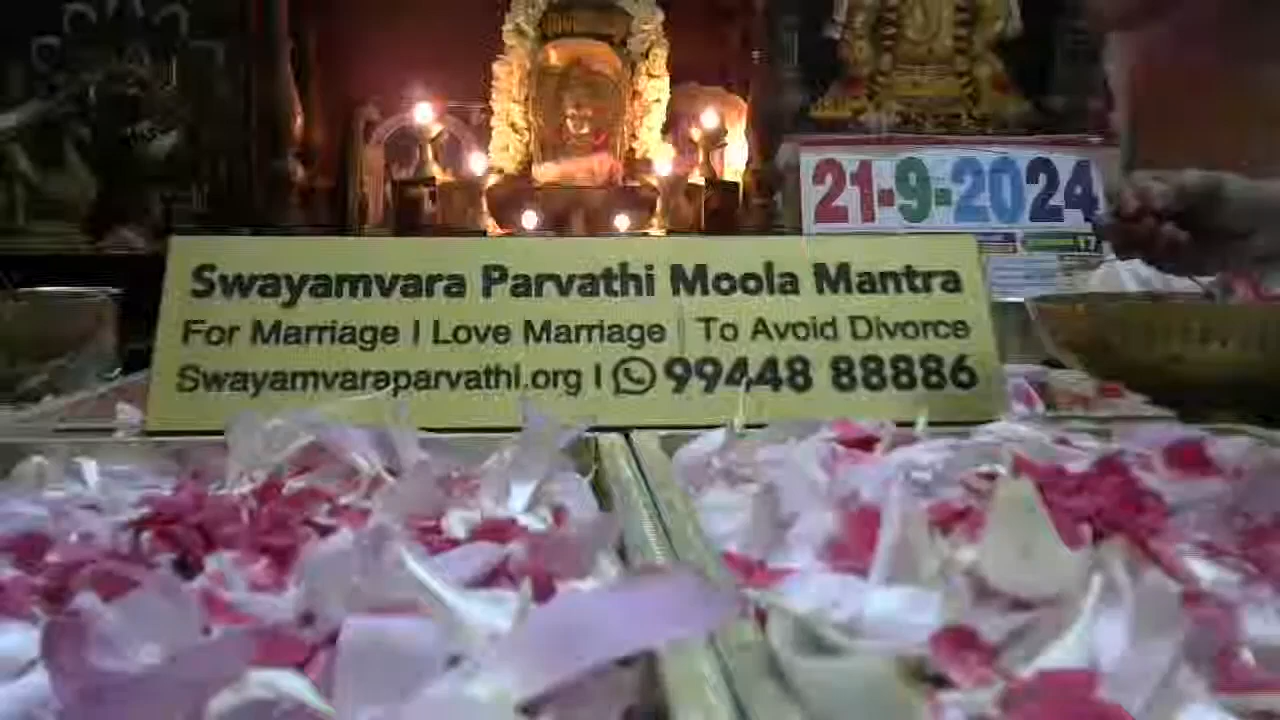 21-9-2024
Swayamvara Parvathi Moola Mantra
For Marriage | Love Marriage | To Avoid Divorce
Swayamvaraparvathi.org | 99448 88886